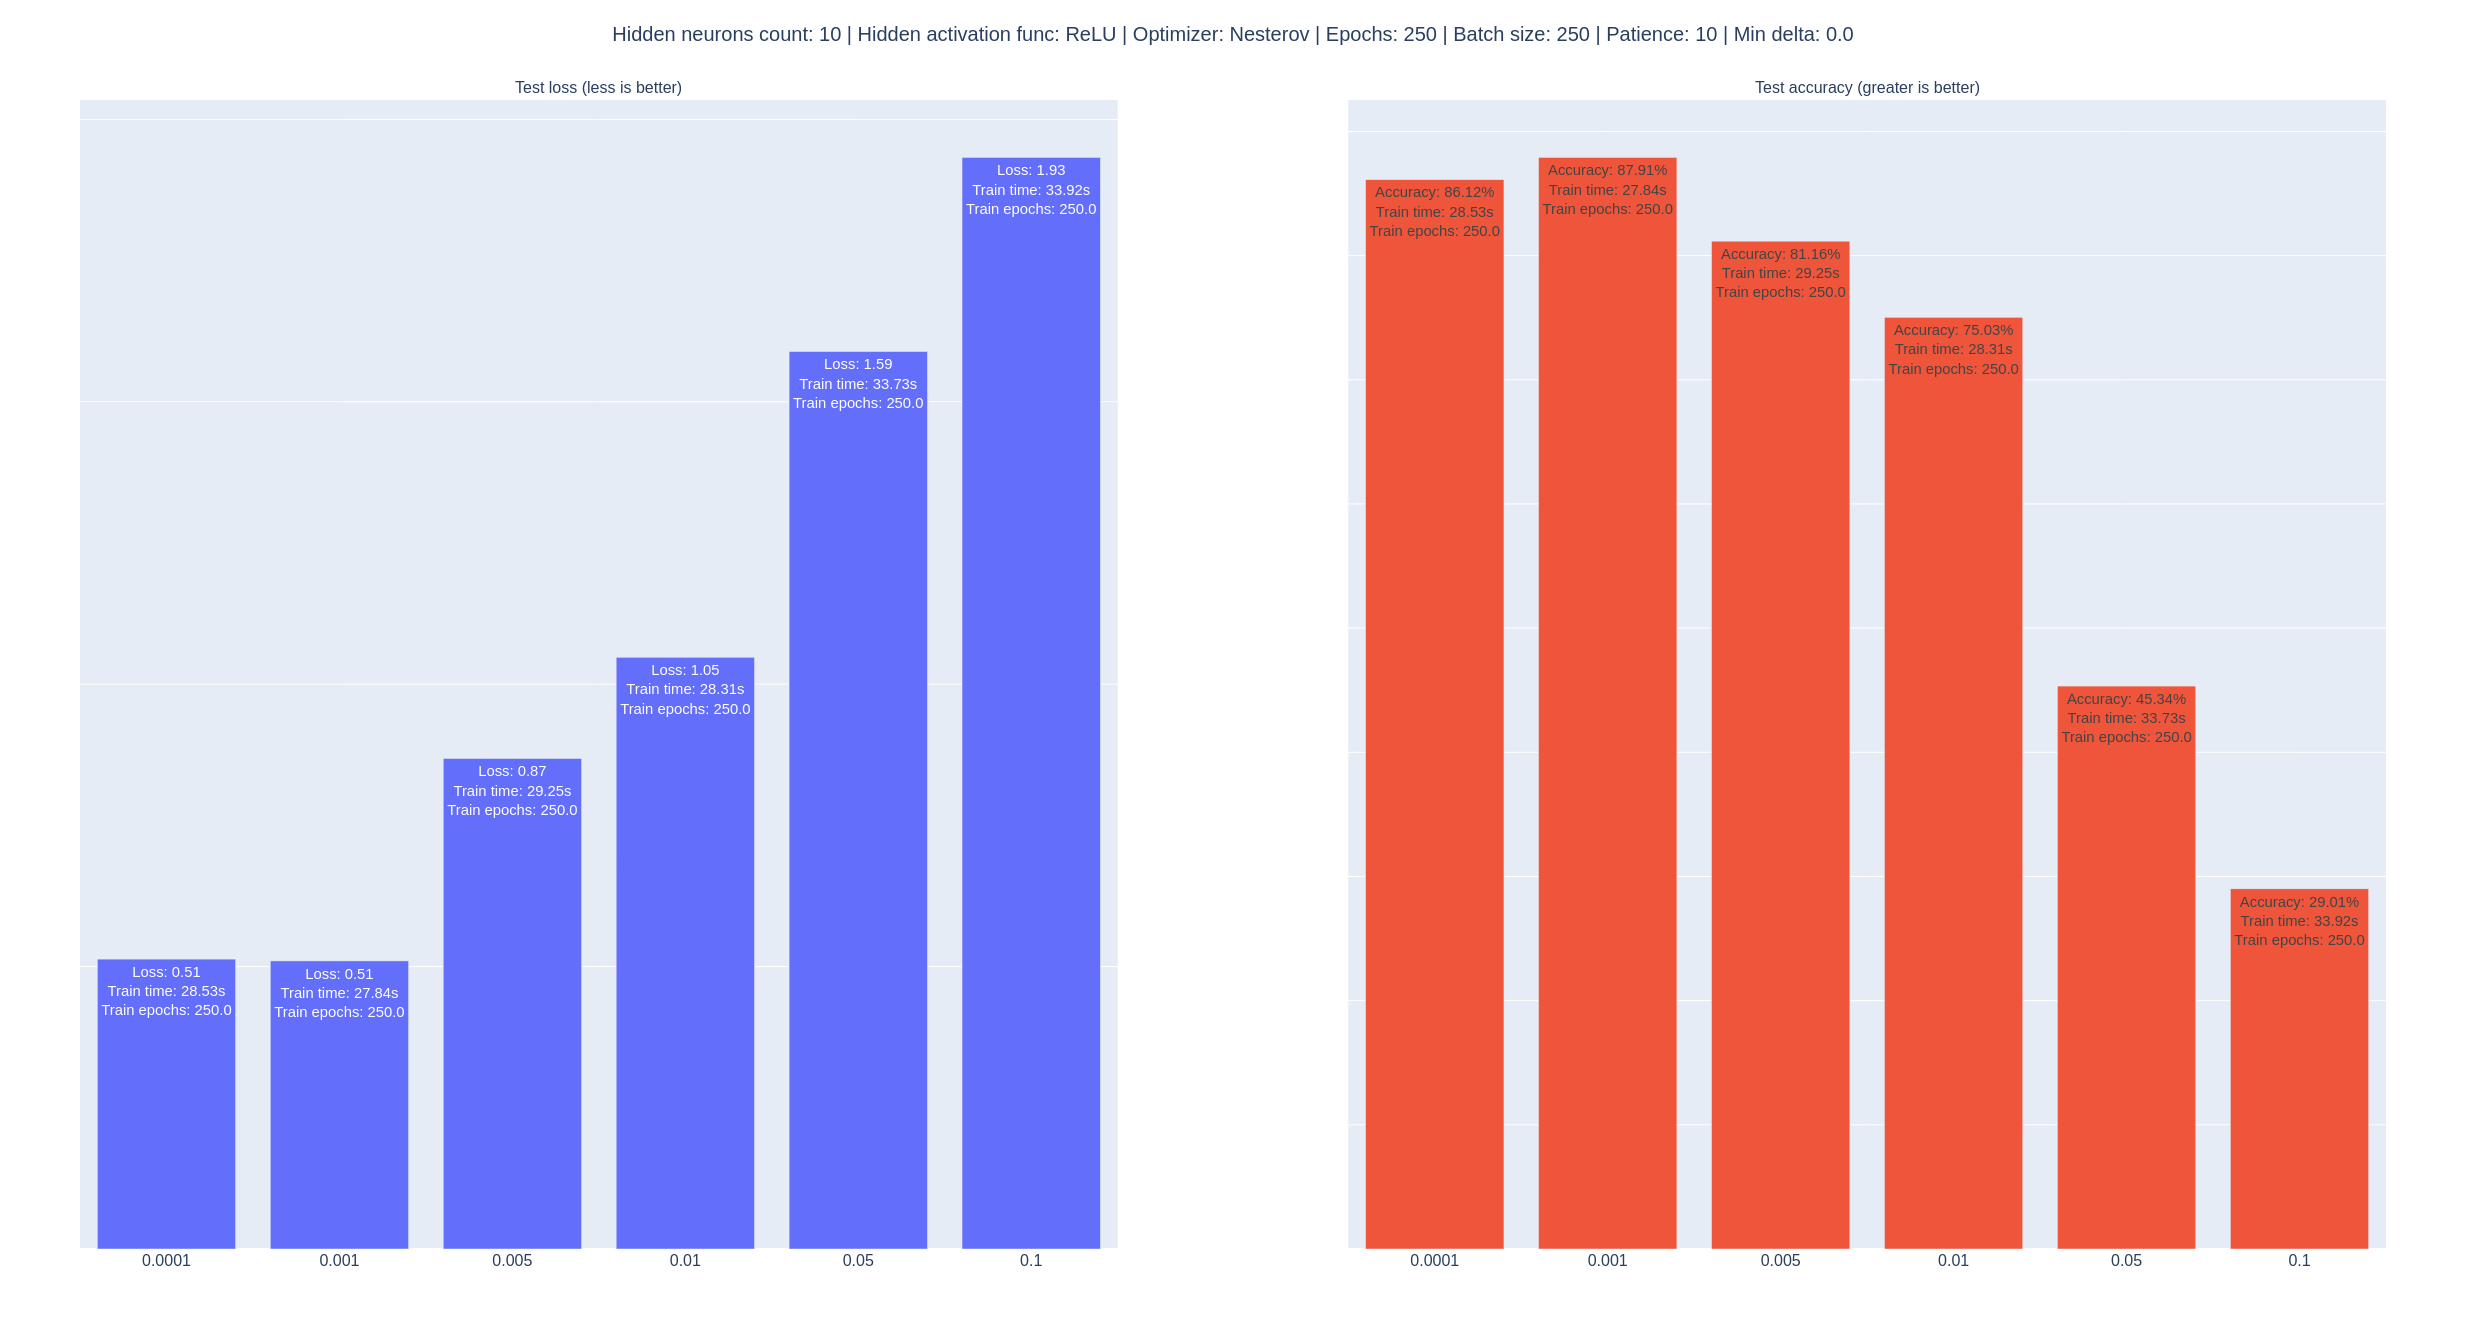 Hidden neurons count: 10 | Hidden activation func: ReLU | Optimizer: Nesterov | Epochs: 250 | Batch size: 250 | Patience: 10 | Min delta: 0.0
Test loss (less is better)
Loss: 0.51
Train time: 28.53s
Train epochs: 250.0
Loss: 0.51
Train time: 27.84s
Train epochs: 250.0
Loss: 0.87
Train time: 29.25s
Train epochs: 250.0
Loss: 1.05
Train time: 28.31s
Train epochs: 250.0
Loss: 1.59
Train time: 33.73s
Train epochs: 250.0
Loss: 1.93
Train time: 33.92s
Train epochs: 250.0
0.0001 0.001 0.005 0.01 0.05 0.1
Test accuracy (greater is better)
Accuracy: 86.12%
Train time: 28.53s
Train epochs: 250.0
Accuracy: 87.91%
Train time: 27.84s
Train epochs: 250.0
Accuracy: 81.16%
Train time: 29.25s
Train epochs: 250.0
Accuracy: 75.03%
Train time: 28.31s
Train epochs: 250.0
Accuracy: 45.34%
Train time: 33.73s
Train epochs: 250.0
Accuracy: 29.01%
Train time: 33.92s
Train epochs: 250.0
0.0001 0.001 0.005 0.01 0.05 0.1